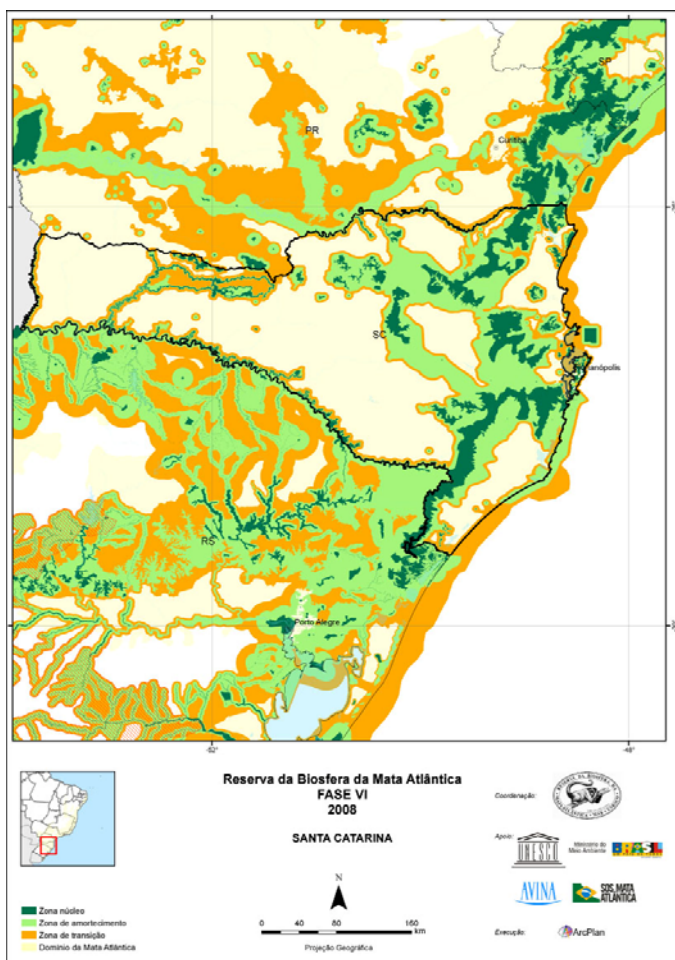 SP
PR
Curitiba
SC
ianópolis
RS
Porto Alegre
-52°
-48°
Reserva da Biosfera da Mata Atlântica
FASE VI
2008
SANTA CATARINA
N
0 20 40 80 160
km
Projeção Geográfica
Zona núcleo
Zona de amortecimento
Zona de transição
Domínio da Mata Atlântica
Coordenação:
Apoio:
UNESCO
Ministério do
Meio Ambiente
AVINA
SOS MATA
ATLÂNTICA
Execução:
ArcPlan